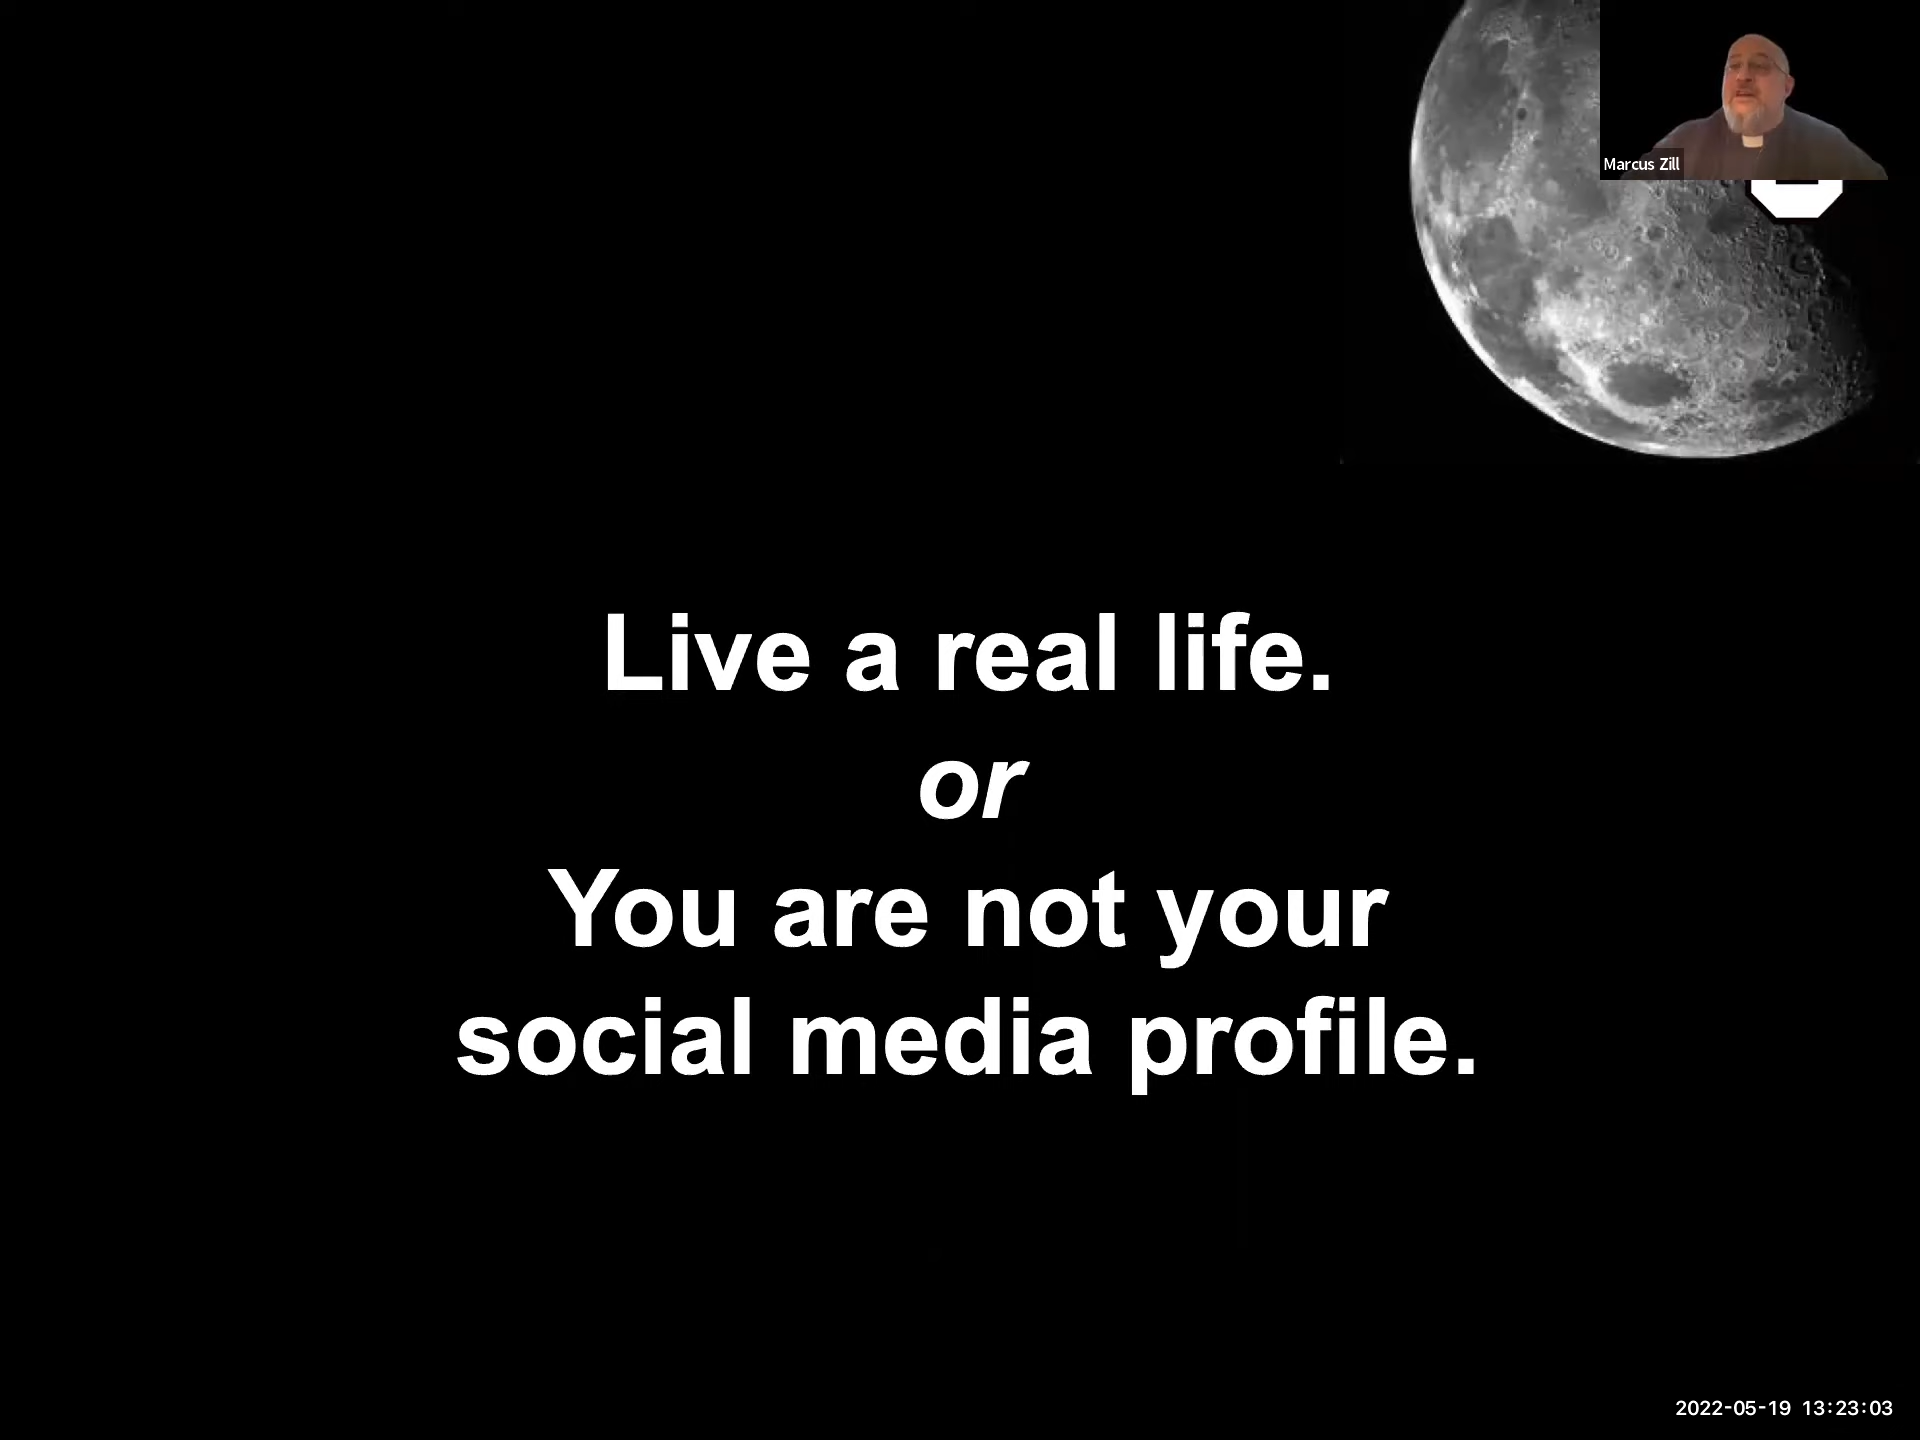 Marcus Zill
Live a real life.
or
You are not your
social media profile.
2022-05-19 13:23:03